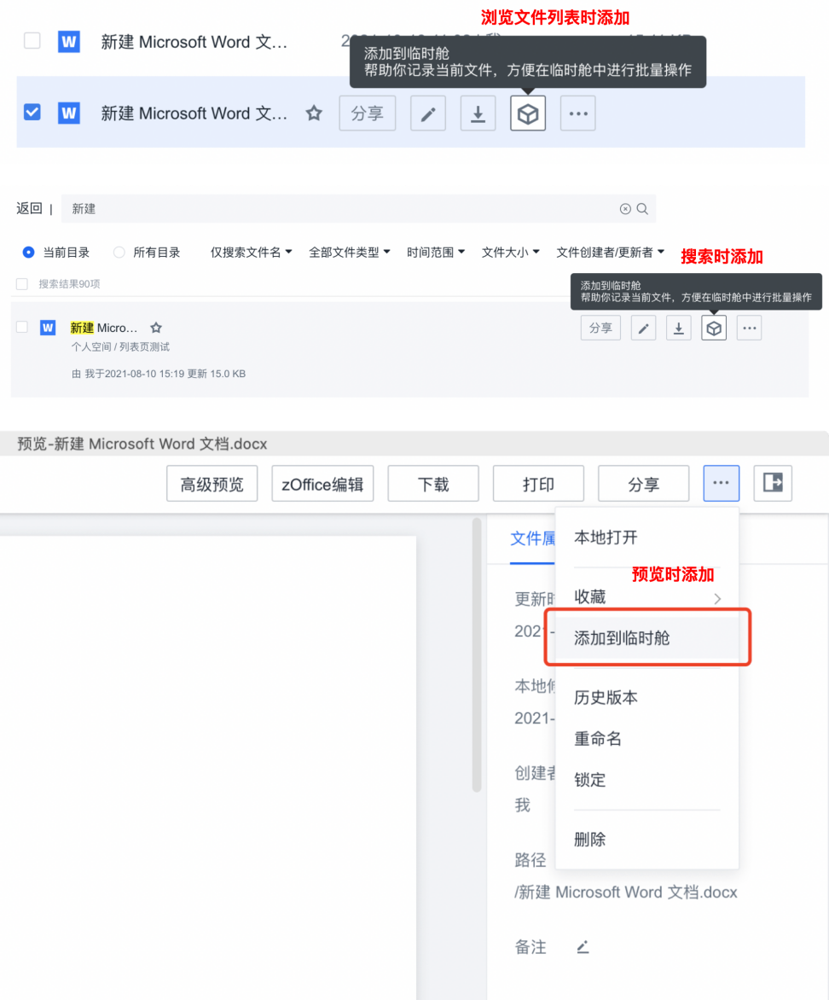 浏览文件列表时添加
W 新建 Microsoft Word 文...
添加到临时舱
帮助你记录当前文件，方便在临时舱中进行批量操作
W 新建 Microsoft Word 文... 分享 ...
返回 | 新建
当前目录 所有目录 仅搜索文件名 全部文件类型 时间范围 文件大小 文件创建者/更新者
搜索时添加
搜索结果90项
添加到临时舱
帮助你记录当前文件，方便在临时舱中进行批量操作
W 新建 Micro... 分享 ...
个人空间 / 列表页测试
由 我于2021-08-10 15:19 更新 15.0 KB
预览-新建 Microsoft Word 文档.docx
高级预览 zOffice编辑 下载 打印 分享 ...
文件属
本地打开
预览时添加
更新时
收藏
2021-
添加到临时舱
本地修
历史版本
2021-
重命名
创建者
锁定
我
删除
路径
/新建 Microsoft Word 文档.docx
备注